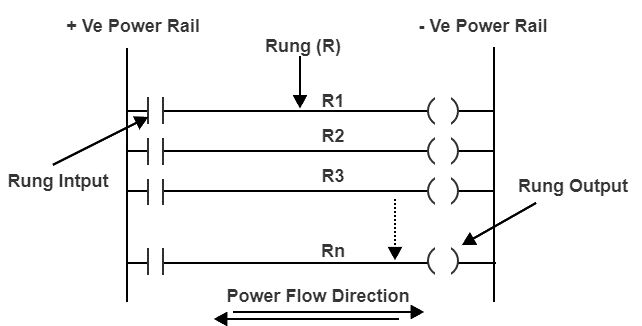 + Ve Power Rail
- Ve Power Rail
Rung (R)
R1
R2
Rung Intput
R3
Rung Output
Rn
Power Flow Direction